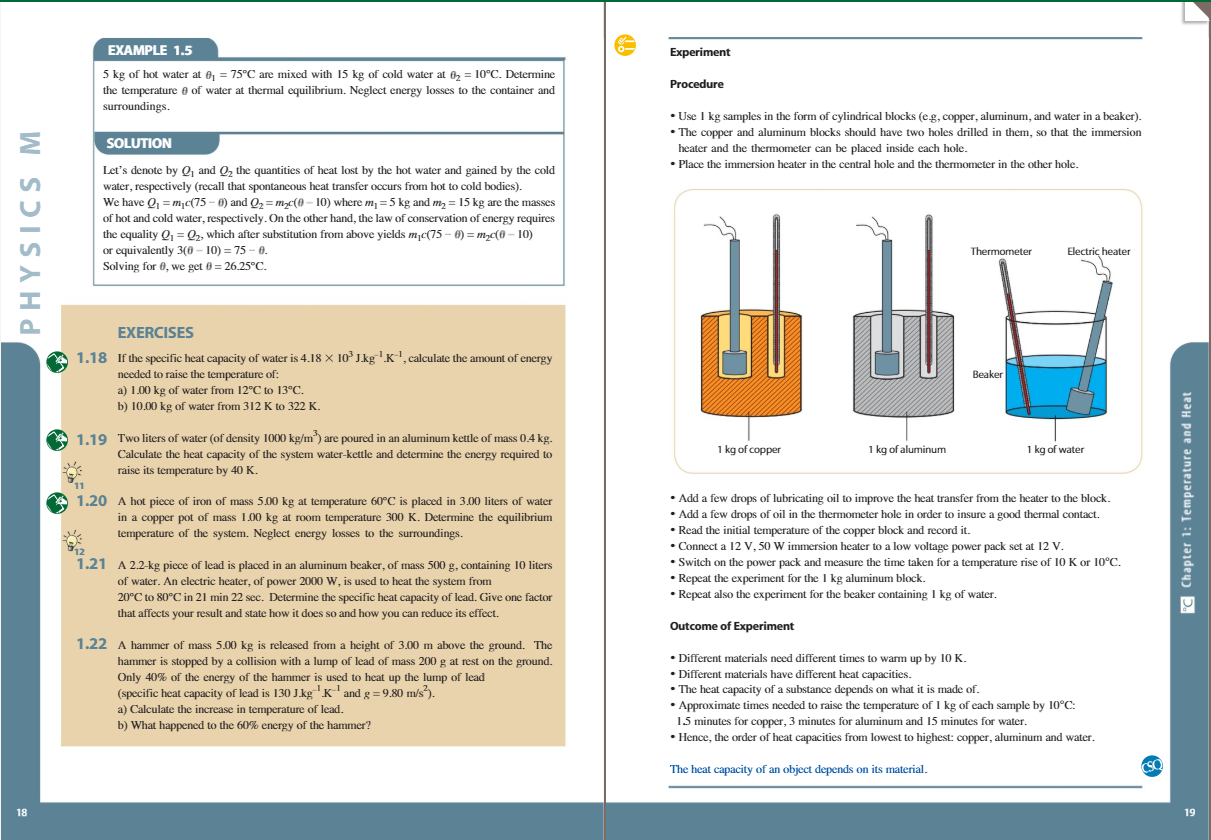 EXAMPLE 1.5
5 kg of hot water at θ₁ = 75°C are mixed with 15 kg of cold water at θ₂ = 10°C. Determine
the temperature θ of water at thermal equilibrium. Neglect energy losses to the container and
surroundings.
SOLUTION
Let's denote by Q₁ and Q₂ the quantities of heat lost by the hot water and gained by the cold
water, respectively (recall that spontaneous heat transfer occurs from hot to cold bodies).
We have Q₁ = m₁c(75 – θ) and Q₂ = m₂c(θ – 10) where m₁ = 5 kg and m₂ = 15 kg are the masses
of hot and cold water, respectively. On the other hand, the law of conservation of energy requires
the equality Q₁ = Q₂, which after substitution from above yields m₁c(75 – θ) = m₂c(θ – 10)
or equivalently 3(θ – 10) = 75 – θ.
Solving for θ, we get θ = 26.25°C.
PHYSICS M
EXERCISES
1.18 If the specific heat capacity of water is 4.18 × 10³ J.kg⁻¹.K⁻¹, calculate the amount of energy
needed to raise the temperature of:
a) 1.00 kg of water from 12°C to 13°C.
b) 10.00 kg of water from 312 K to 322 K.
1.19 Two liters of water (of density 1000 kg/m³) are poured in an aluminum kettle of mass 0.4 kg.
Calculate the heat capacity of the system water-kettle and determine the energy required to
raise its temperature by 40 K.
11
1.20 A hot piece of iron of mass 5.00 kg at temperature 60°C is placed in 3.00 liters of water
in a copper pot of mass 1.00 kg at room temperature 300 K. Determine the equilibrium
temperature of the system. Neglect energy losses to the surroundings.
12
1.21 A 2.2-kg piece of lead is placed in an aluminum beaker, of mass 500 g, containing 10 liters
of water. An electric heater, of power 2000 W, is used to heat the system from
20°C to 80°C in 21 min 22 sec. Determine the specific heat capacity of lead. Give one factor
that affects your result and state how it does so and how you can reduce its effect.
1.22 A hammer of mass 5.00 kg is released from a height of 3.00 m above the ground. The
hammer is stopped by a collision with a lump of lead of mass 200 g at rest on the ground.
Only 40% of the energy of the hammer is used to heat up the lump of lead
(specific heat capacity of lead is 130 J.kg⁻¹.K⁻¹ and g = 9.80 m/s²).
a) Calculate the increase in temperature of lead.
b) What happened to the 60% energy of the hammer?
18
Experiment
Procedure
• Use 1 kg samples in the form of cylindrical blocks (e.g, copper, aluminum, and water in a beaker).
• The copper and aluminum blocks should have two holes drilled in them, so that the immersion
heater and the thermometer can be placed inside each hole.
• Place the immersion heater in the central hole and the thermometer in the other hole.
Thermometer
Electric heater
Beaker
1 kg of copper
1 kg of aluminum
1 kg of water
• Add a few drops of lubricating oil to improve the heat transfer from the heater to the block.
• Add a few drops of oil in the thermometer hole in order to insure a good thermal contact.
• Read the initial temperature of the copper block and record it.
• Connect a 12 V, 50 W immersion heater to a low voltage power pack set at 12 V.
• Switch on the power pack and measure the time taken for a temperature rise of 10 K or 10°C.
• Repeat the experiment for the 1 kg aluminum block.
• Repeat also the experiment for the beaker containing 1 kg of water.
Outcome of Experiment
• Different materials need different times to warm up by 10 K.
• Different materials have different heat capacities.
• The heat capacity of a substance depends on what it is made of.
• Approximate times needed to raise the temperature of 1 kg of each sample by 10°C:
1.5 minutes for copper, 3 minutes for aluminum and 15 minutes for water.
• Hence, the order of heat capacities from lowest to highest: copper, aluminum and water.
The heat capacity of an object depends on its material.
CSQ
°C Chapter 1: Temperature and Heat
19